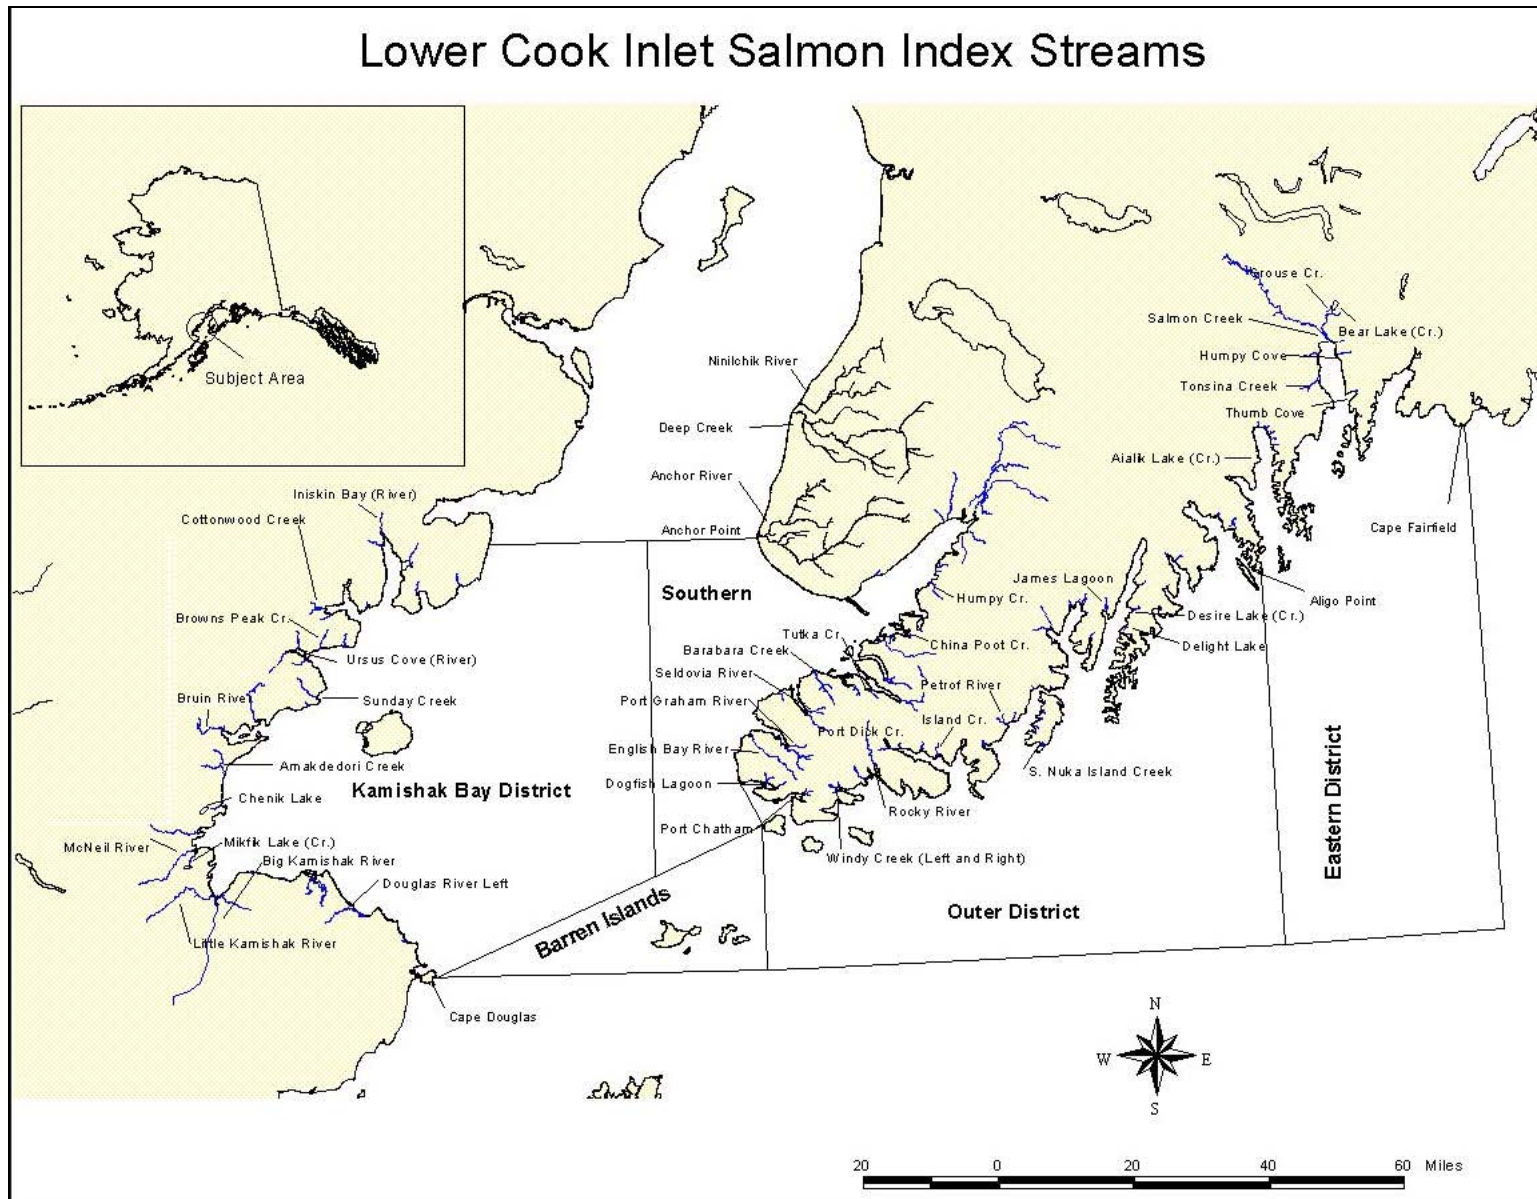 Lower Cook Inlet Salmon Index Streams
Subject Area
Grouse Cr.
Salmon Creek
Bear Lake (Cr.)
Humpy Cove
Tonsina Creek
Thumb Cove
Ninilchik River
Deep Creek
Aialik Lake (Cr.)
Anchor River
Iniskin Bay (River)
Cottonwood Creek
Anchor Point
Cape Fairfield
Southern
James Lagoon
Humpy Cr.
Aligo Point
Desire Lake (Cr.)
Browns Peak Cr.
Tutka Cr
China Poot Cr.
Delight Lake
Barabara Creek
Ursus Cove (River)
Seldovia River
Petrof River
Bruin River
Sunday Creek
Port Graham River
Island Cr.
Port Dick Cr.
English Bay River
Amakdedori Creek
S. Nuka Island Creek
Dogfish Lagoon
Kamishak Bay District
Chenik Lake
Rocky River
Eastern District
Port Chatham
McNeil River
Mikfik Lake (Cr.)
Big Kamishak River
Windy Creek (Left and Right)
Douglas River Left
Outer District
Barren Islands
Little Kamishak River
Cape Douglas
N
W E
S
20 0 20 40 60 Miles